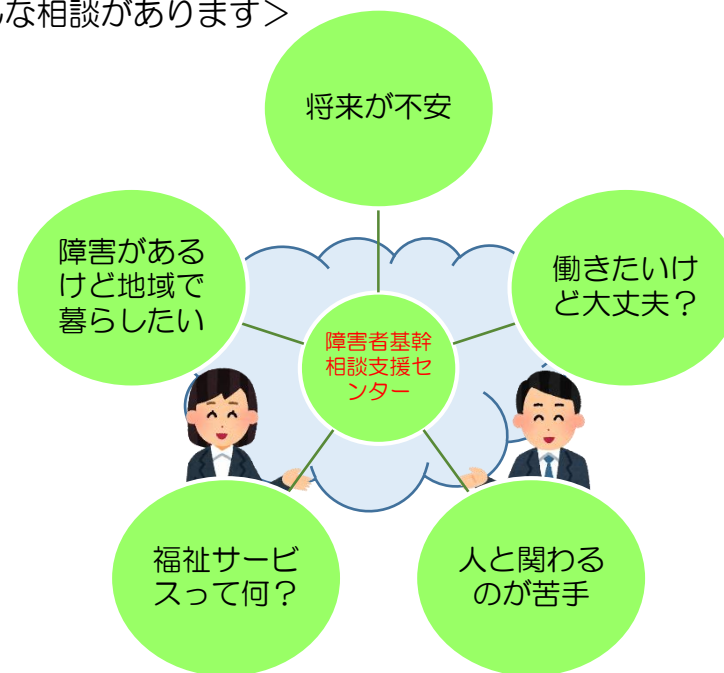 な相談があります＞
将来が不安
障害がある
けど地域で
暮らしたい
働きたいけ
ど大丈夫？
障害者基幹
相談支援セ
ンター
福祉サービ
スって何？
人と関わる
のが苦手